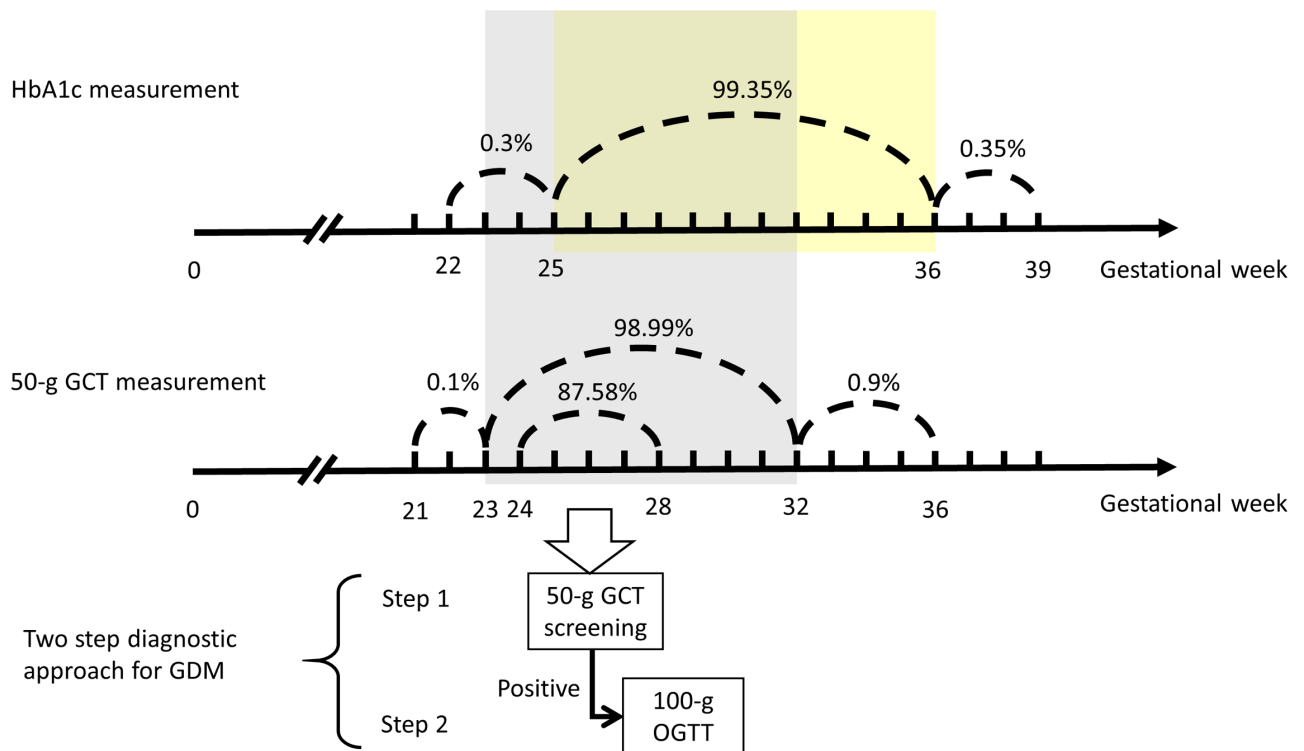 99.35%
HbA1c measurement
0.3%
0.35%
0
22
25
36
39
Gestational week
98.99%
50-g GCT measurement
0.1%
87.58%
0.9%
0
21
23
24
28
32
36
Gestational week
Two step diagnostic
approach for GDM
Step 1
50-g GCT
screening
Positive
Step 2
100-g
OGTT